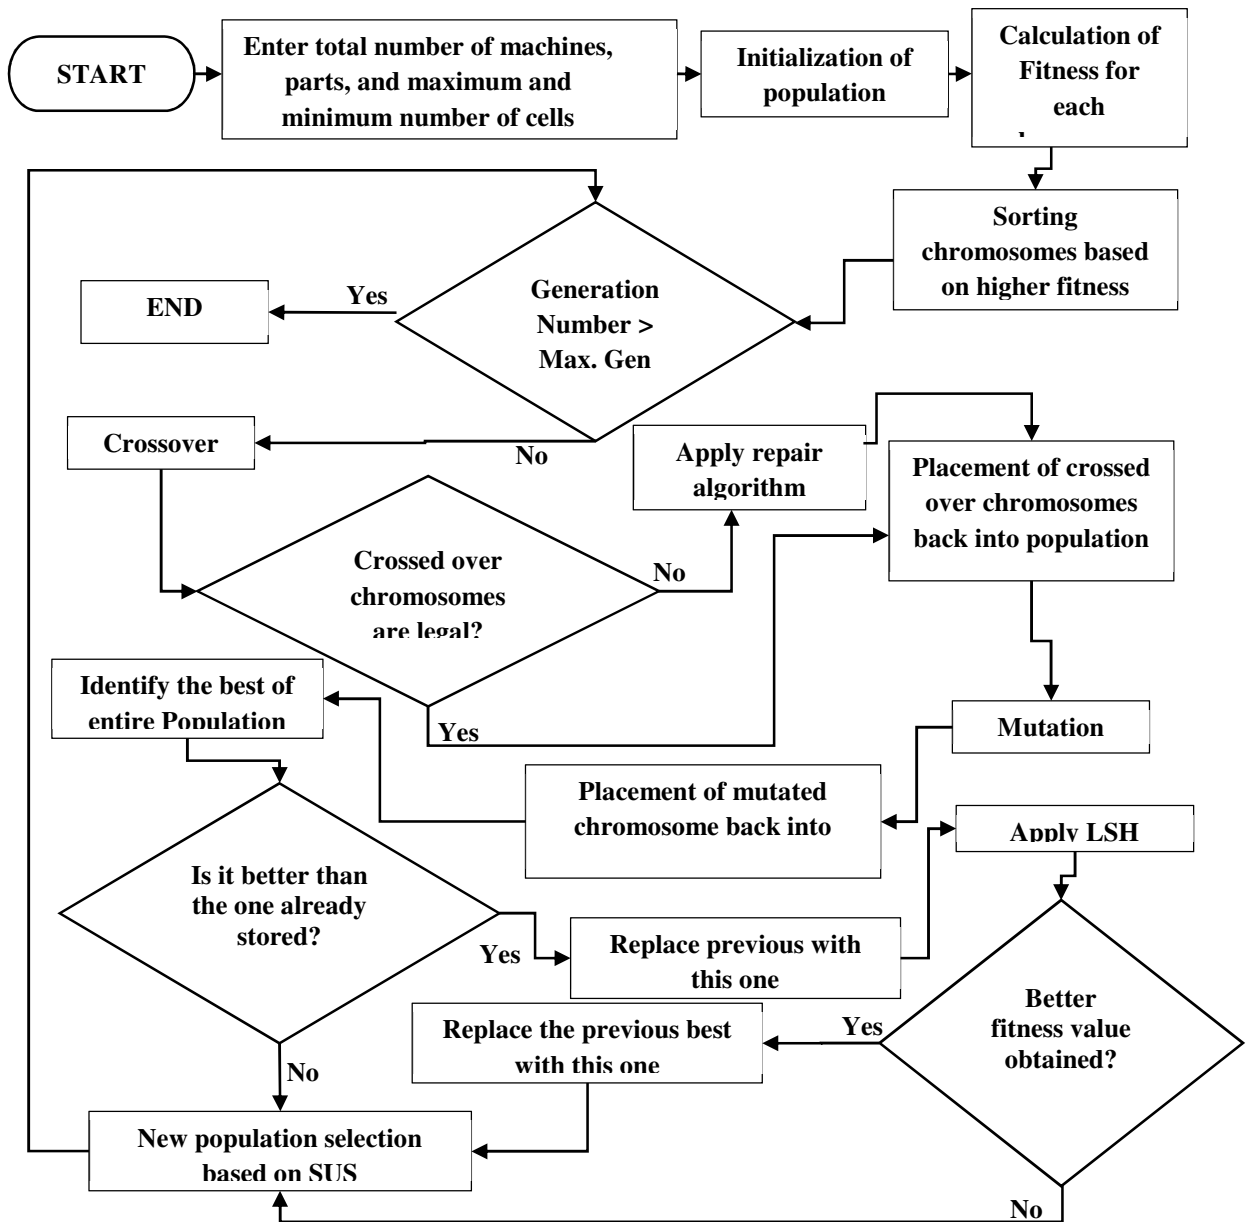 START
Enter total number of machines,
parts, and maximum and
minimum number of cells
Initialization of
population
Calculation of
Fitness for
each
Sorting
chromosomes based
on higher fitness
Generation
Number >
Max. Gen
Yes
END
No
Crossover
Apply repair
algorithm
Placement of crossed
over chromosomes
back into population
Crossed over
chromosomes
are legal?
No
Yes
Identify the best of
entire Population
Mutation
Placement of mutated
chromosome back into
Apply LSH
Is it better than
the one already
stored?
Yes
Replace previous with
this one
Better
fitness value
obtained?
Yes
Replace the previous best
with this one
No
New population selection
based on SUS
No